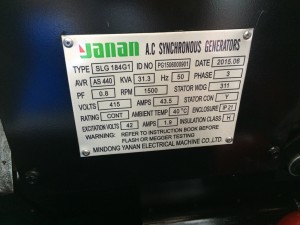 yanan A.C SYNCHRONOUS GENERATORS
TYPE SLG 184G1 ID NO PG1506009901 DATE 2015.06
AVR AS 440 KVA 31.3 HZ 50 PHASE 3
PF 0.8 RPM 1500 STATOR WDG 311
VOLTS 415 AMPS 43.5 STATOR CON Y
RATING CONT AMBIENT TEMP 40 °C ENCLOSURE IP 21
EXCITATION VOLTS 42 AMPS 1.8 INSULATION CLASS H
WARNING: - REFER TO INSTRUCTION BOOK BEFORE
FLASH OR MEGGER TESTING
MINDONG YANAN ELECTRICAL MACHINE CO.,LTD.